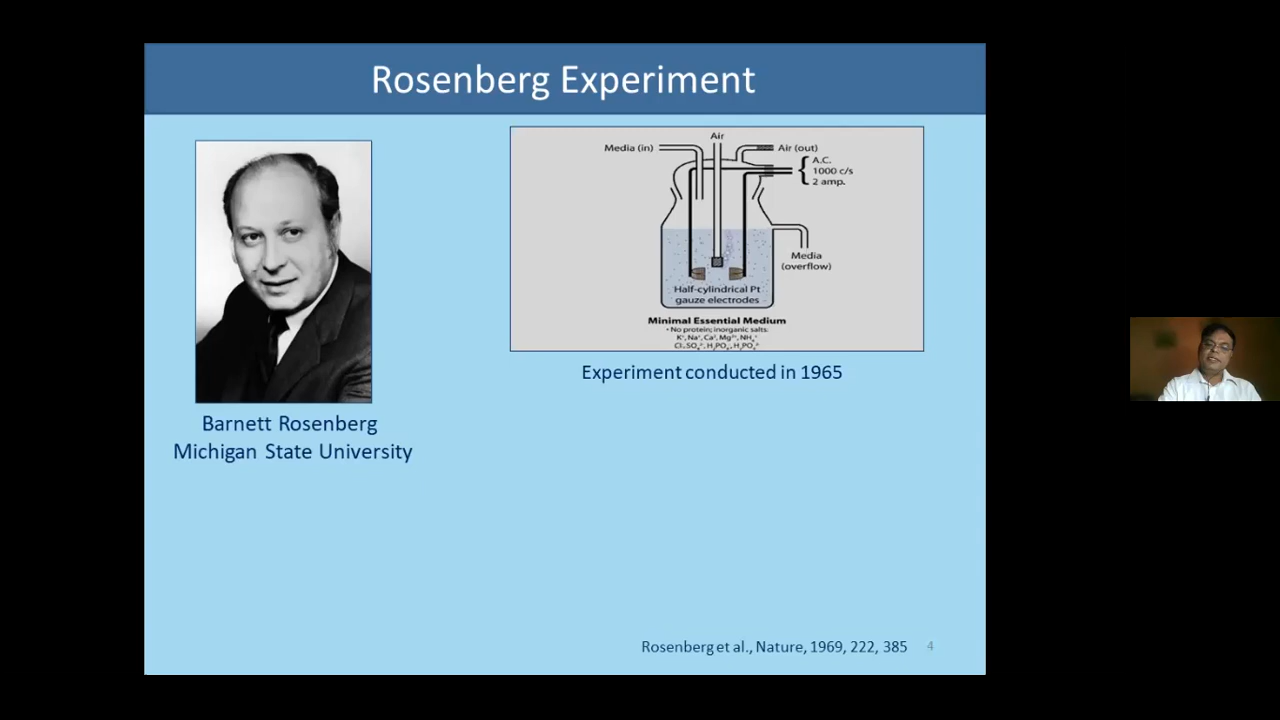 Rosenberg Experiment
Air
Media (in)
Air (out)
A.C.
1000 c/s
2 amp.
Media
(overflow)
Half-cylindrical Pt
gauze electrodes
Minimal Essential Medium
• No protein; inorganic salts:
Experiment conducted in 1965
Barnett Rosenberg
Michigan State University
Rosenberg et al., Nature, 1969, 222, 385
4